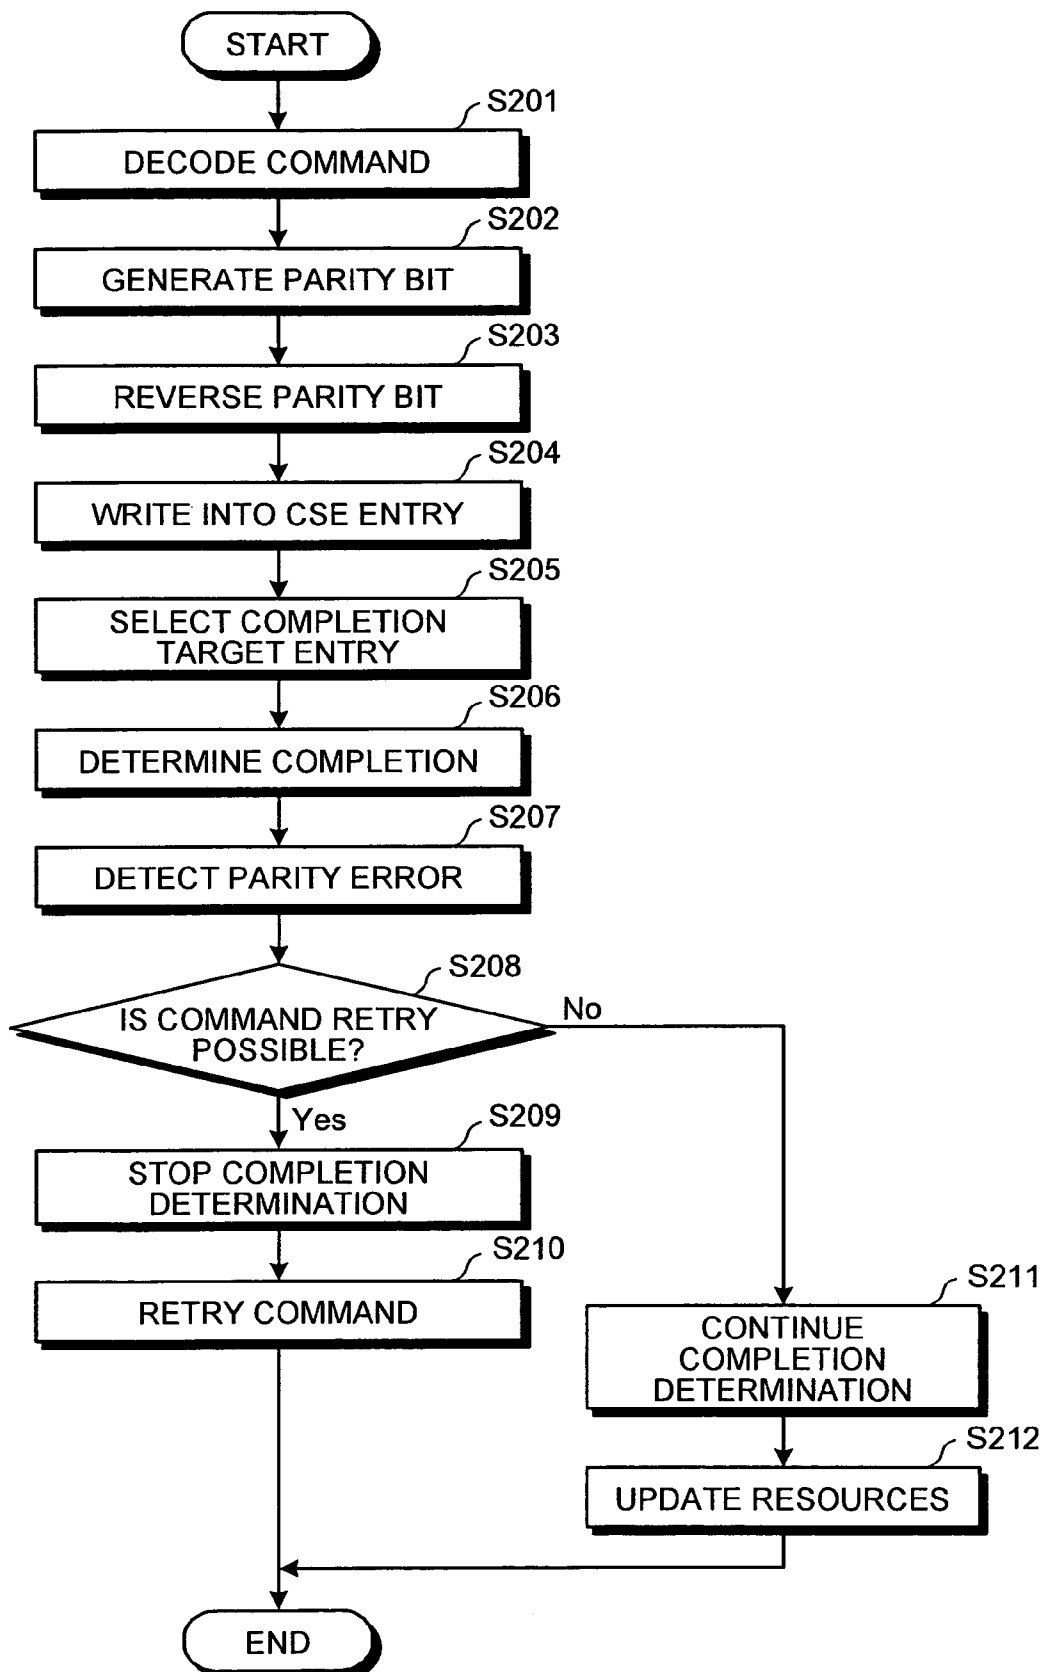 START
S201
DECODE COMMAND
S202
GENERATE PARITY BIT
S203
REVERSE PARITY BIT
S204
WRITE INTO CSE ENTRY
S205
SELECT COMPLETION
TARGET ENTRY
S206
DETERMINE COMPLETION
S207
DETECT PARITY ERROR
S208
IS COMMAND RETRY
POSSIBLE?
No
Yes
S209
STOP COMPLETION
DETERMINATION
S210
RETRY COMMAND
S211
CONTINUE
COMPLETION
DETERMINATION
S212
UPDATE RESOURCES
END